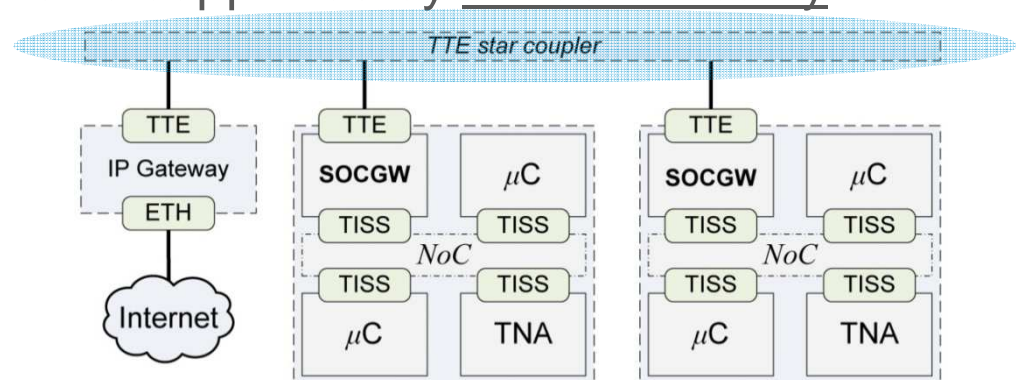 TTE star coupler
TTE TTE TTE
IP Gateway SOCGW μC SOCGW μC
ETH TISS TISS TISS TISS
NoC NoC
TISS TISS TISS TISS
Internet μC TNA μC TNA